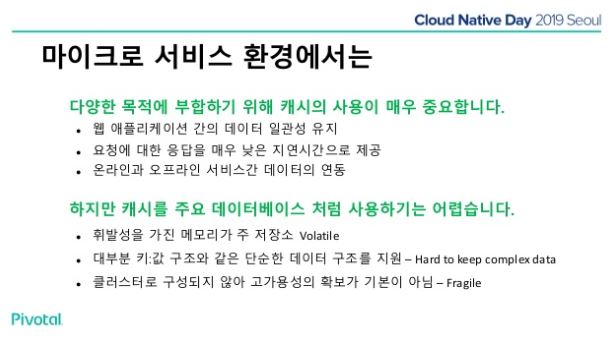 Cloud Native Day 2019 Seoul
마이크로 서비스 환경에서는
다양한 목적에 부합하기 위해 캐시의 사용이 매우 중요합니다.
• 웹 애플리케이션 간의 데이터 일관성 유지
• 요청에 대한 응답을 매우 낮은 지연시간으로 제공
• 온라인과 오프라인 서비스간 데이터의 연동
하지만 캐시를 주요 데이터베이스 처럼 사용하기는 어렵습니다.
• 휘발성을 가진 메모리가 주 저장소 Volatile
• 대부분 키:값 구조와 같은 단순한 데이터 구조를 지원 – Hard to keep complex data
• 클러스터로 구성되지 않아 고가용성의 확보가 기본이 아님 – Fragile
Pivotal